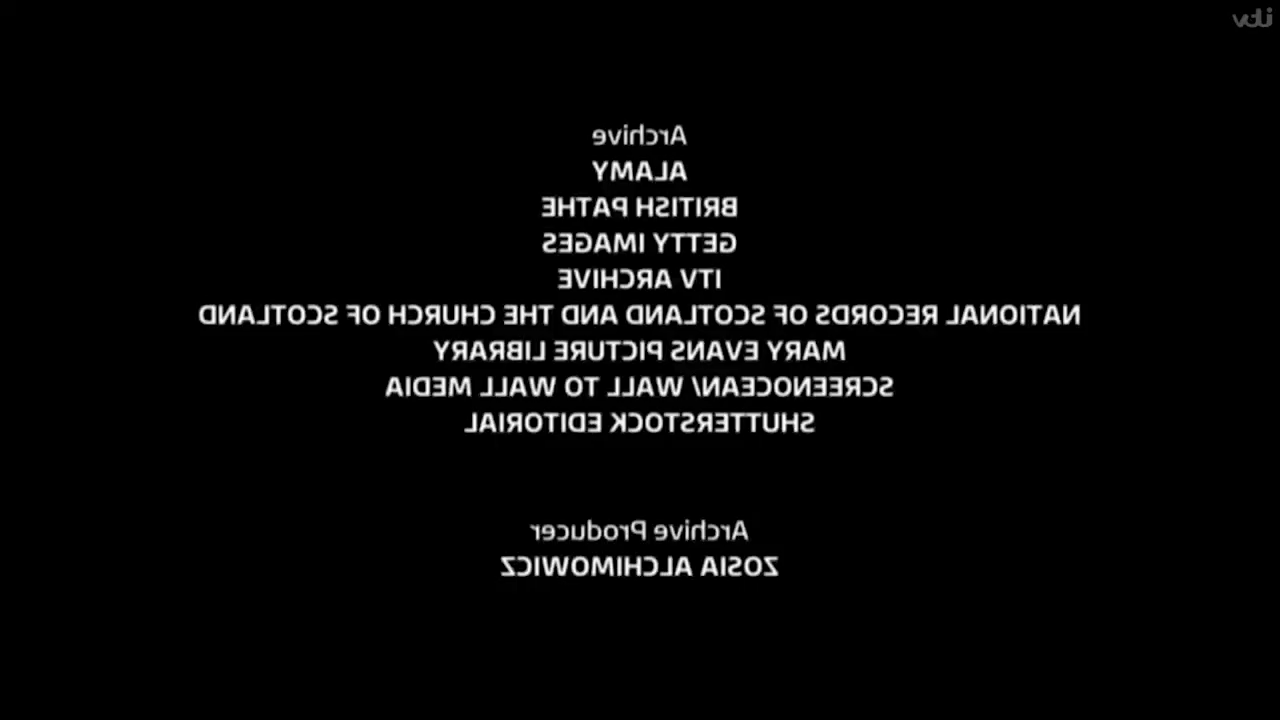 itv
Archive
ALAMY
BRITISH PATHE
GETTY IMAGES
ITV ARCHIVE
NATIONAL RECORDS OF SCOTLAND AND THE CHURCH OF SCOTLAND
MARY EVANS PICTURE LIBRARY
SCREENOCEAN/ WALL TO WALL MEDIA
SHUTTERSTOCK EDITORIAL
Archive Producer
ZOSIA ALCHIMOWICZ